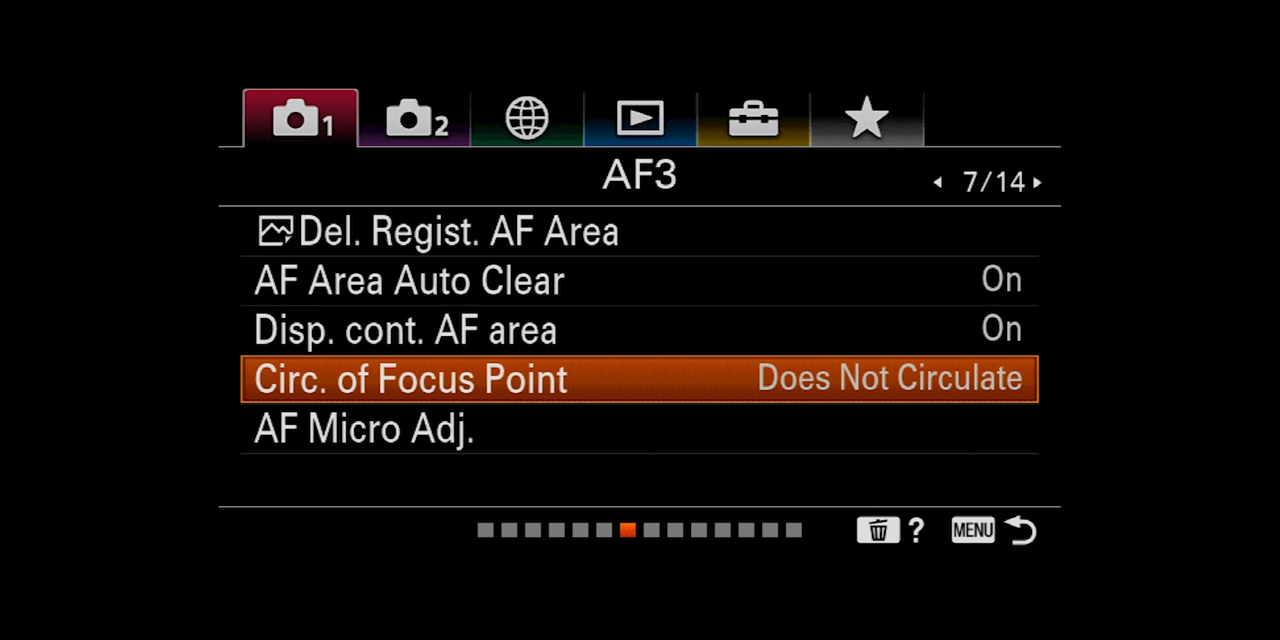 1 2
AF3
7/14
Del. Regist. AF Area
AF Area Auto Clear On
Disp. cont. AF area On
Circ. of Focus Point Does Not Circulate
AF Micro Adj.
? MENU